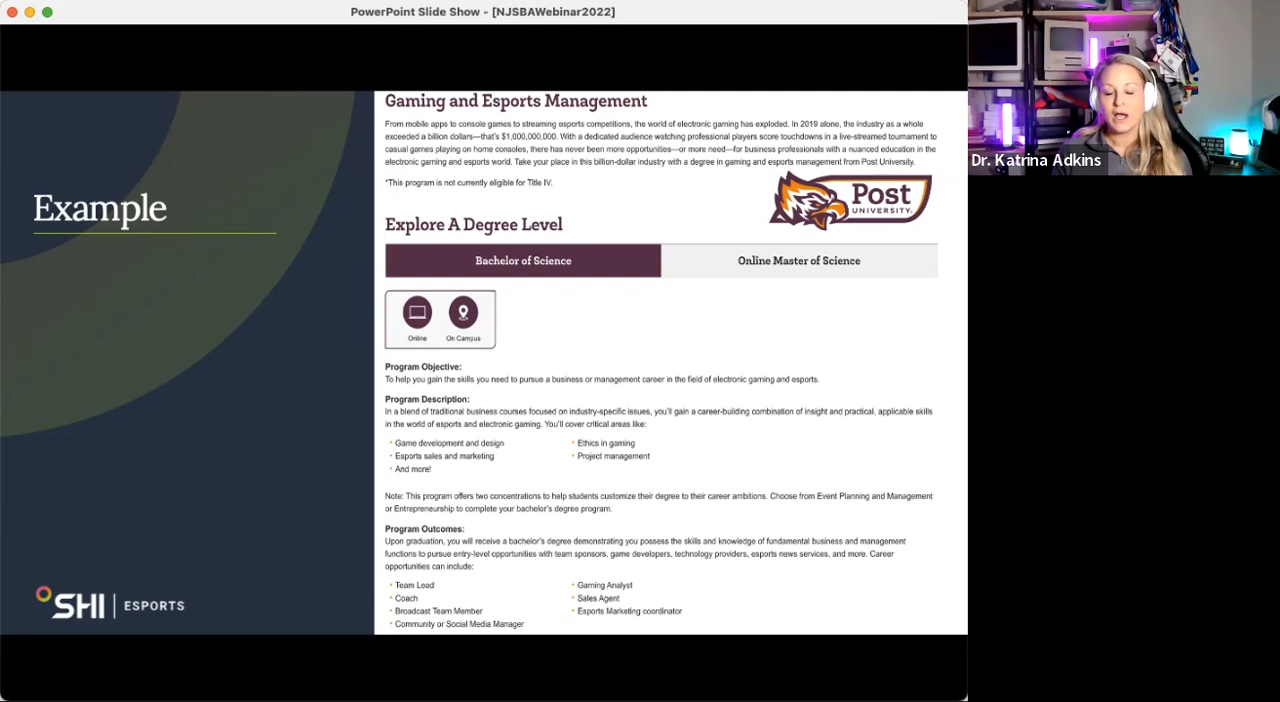 PowerPoint Slide Show - [NJSBAWebinar2022]
Dr. Katrina Adkins
Example
SHI | ESPORTS
Gaming and Esports Management
From mobile apps to console games to streaming esports competitions, the world of electronic gaming has exploded. In 2019 alone, the industry as a whole
exceeded a billion dollars—that's $1,000,000,000. With a dedicated audience watching professional players score touchdowns in a live-streamed tournament to
casual games playing on home consoles, there has never been more opportunities—or more need—for business professionals with a nuanced education in the
electronic gaming and esports world. Take your place in this billion-dollar industry with a degree in gaming and esports management from Post University.
*This program is not currently eligible for Title IV.
Post
UNIVERSITY.
Explore A Degree Level
Bachelor of Science
Online Master of Science
Online
On Campus
Program Objective:
To help you gain the skills you need to pursue a business or management career in the field of electronic gaming and esports.
Program Description:
In a blend of traditional business courses focused on industry-specific issues, you'll gain a career-building combination of insight and practical, applicable skills
in the world of esports and electronic gaming. You'll cover critical areas like:
• Game development and design
• Esports sales and marketing
• And more!
• Ethics in gaming
• Project management
Note: This program offers two concentrations to help students customize their degree to their career ambitions. Choose from Event Planning and Management
or Entrepreneurship to complete your bachelor's degree program.
Program Outcomes:
Upon graduation, you will receive a bachelor's degree demonstrating you possess the skills and knowledge of fundamental business and management
functions to pursue entry-level opportunities with team sponsors, game developers, technology providers, esports news services, and more. Career
opportunities can include:
• Team Lead
• Coach
• Broadcast Team Member
• Community or Social Media Manager
• Gaming Analyst
• Sales Agent
• Esports Marketing coordinator